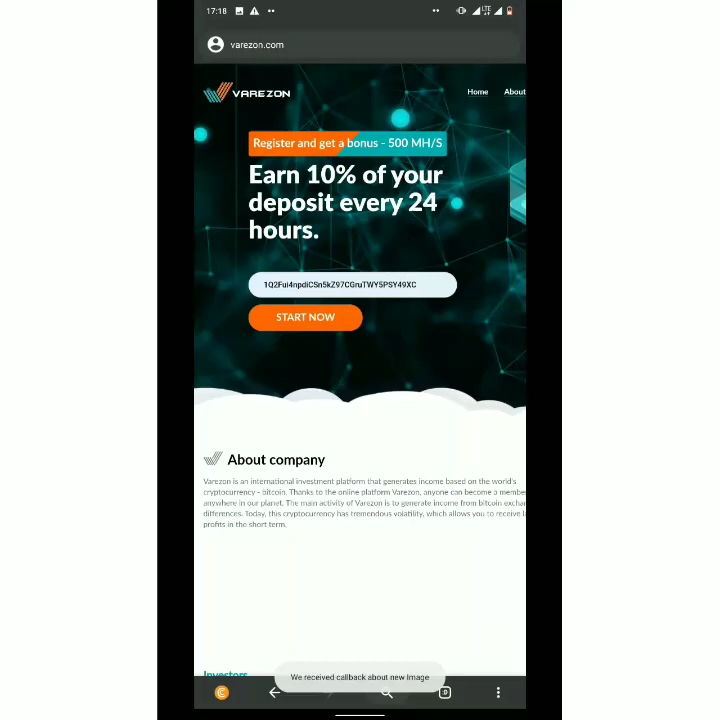 17:18
LTE
varezon.com
VAREZON
Home About
Register and get a bonus - 500 MH/S
Earn 10% of your
deposit every 24
hours.
1Q2Fui4npdiCSn5kZ97CGruTWY5PSY49XC
START NOW
About company
Varezon is an international investment platform that generates income based on the world's
cryptocurrency - bitcoin. Thanks to the online platform Varezon, anyone can become a membe
anywhere in our planet. The main activity of Varezon is to generate income from bitcoin exchan
differences. Today, this cryptocurrency has tremendous volatility, which allows you to receive
profits in the short term.
Investors
We received callback about new Image